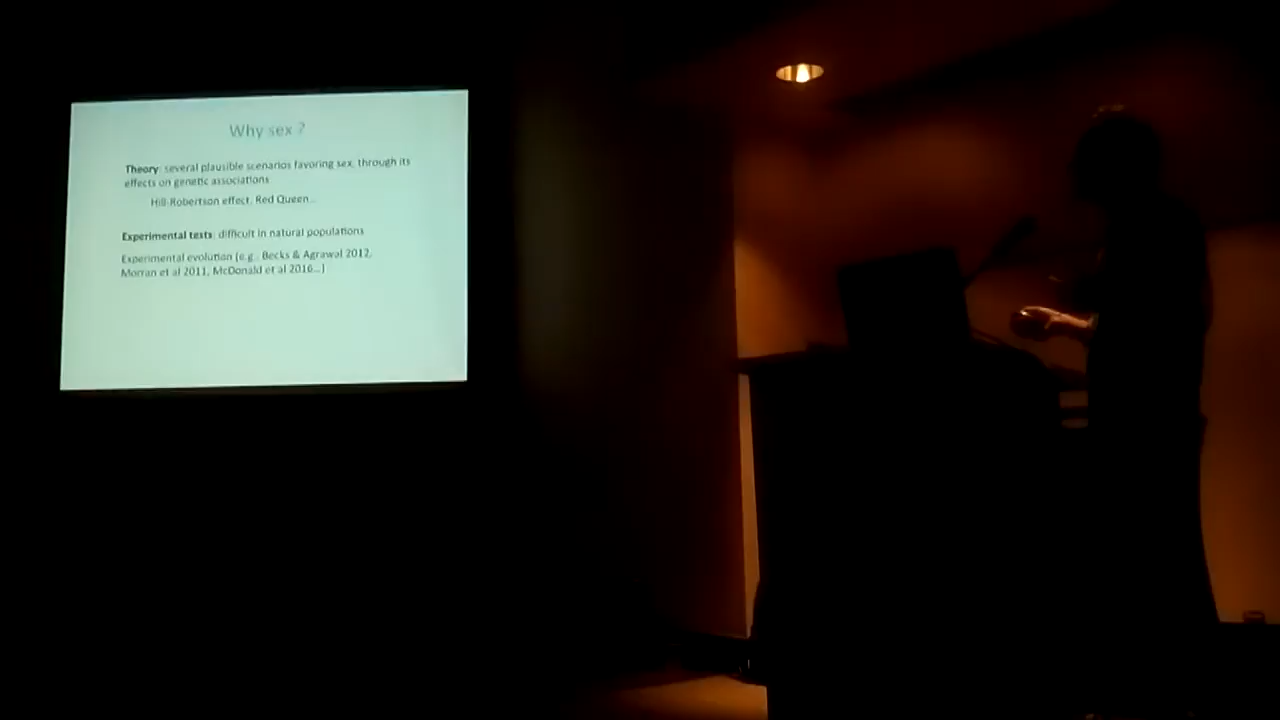 Why sex ?
Theory: several plausible scenarios favoring sex, through its
effects on genetic associations
Hill-Robertson effect, Red Queen...
Experimental tests: difficult in natural populations
Experimental evolution (e.g., Becks & Agrawal 2012,
Morran et al 2011, McDonald et al 2016...)